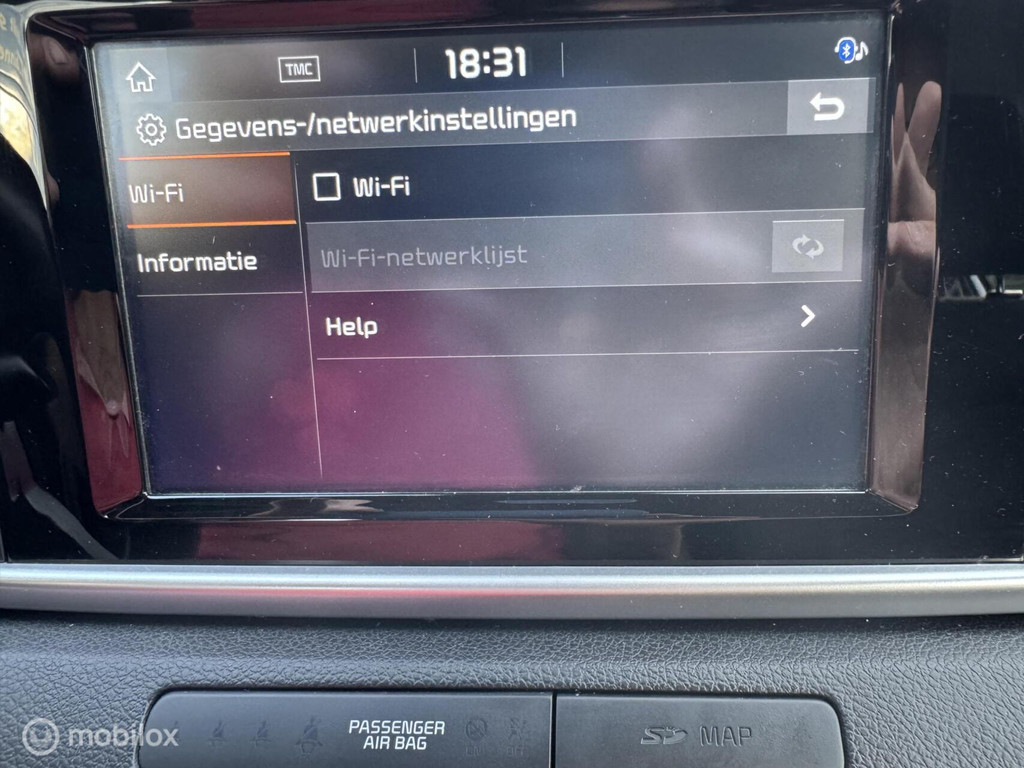 TMC
18:31
Gegevens-/netwerkinstellingen
Wi-Fi
Wi-Fi
Wi-Fi-netwerklijst
Informatie
Help
PASSENGER
AIR BAG
OFF
SD MAP
mobilox